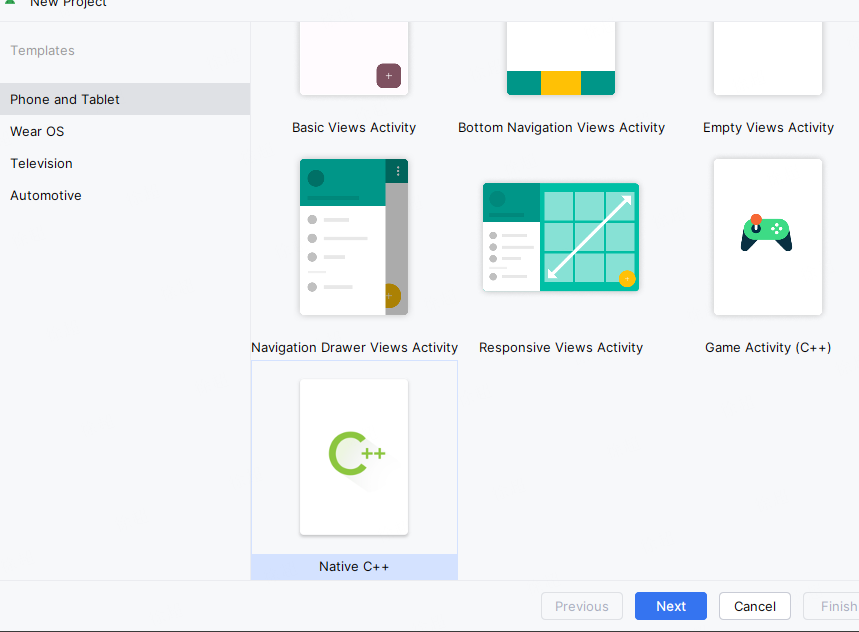 New Project
Templates
Phone and Tablet
Wear OS
Television
Automotive
Basic Views Activity
Bottom Navigation Views Activity
Empty Views Activity
Navigation Drawer Views Activity
Responsive Views Activity
Game Activity (C++)
C++
Native C++
Previous
Next
Cancel
Finish